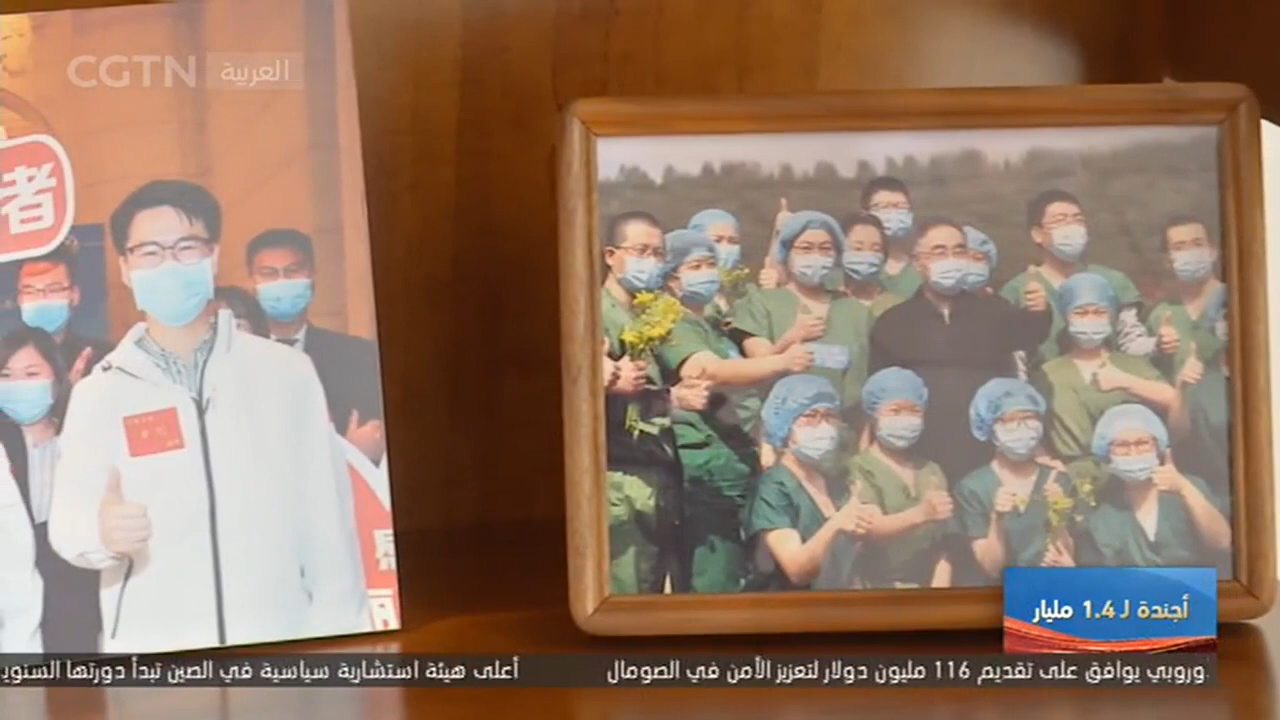 CGTN العربية
者
أجندة لـ 1.4 مليار
وروبي يوافق على تقديم 116 مليون دولار لتعزيز الأمن في الصومال
أعلى هيئة استشارية سياسية في الصين تبدأ دورتها السنوي